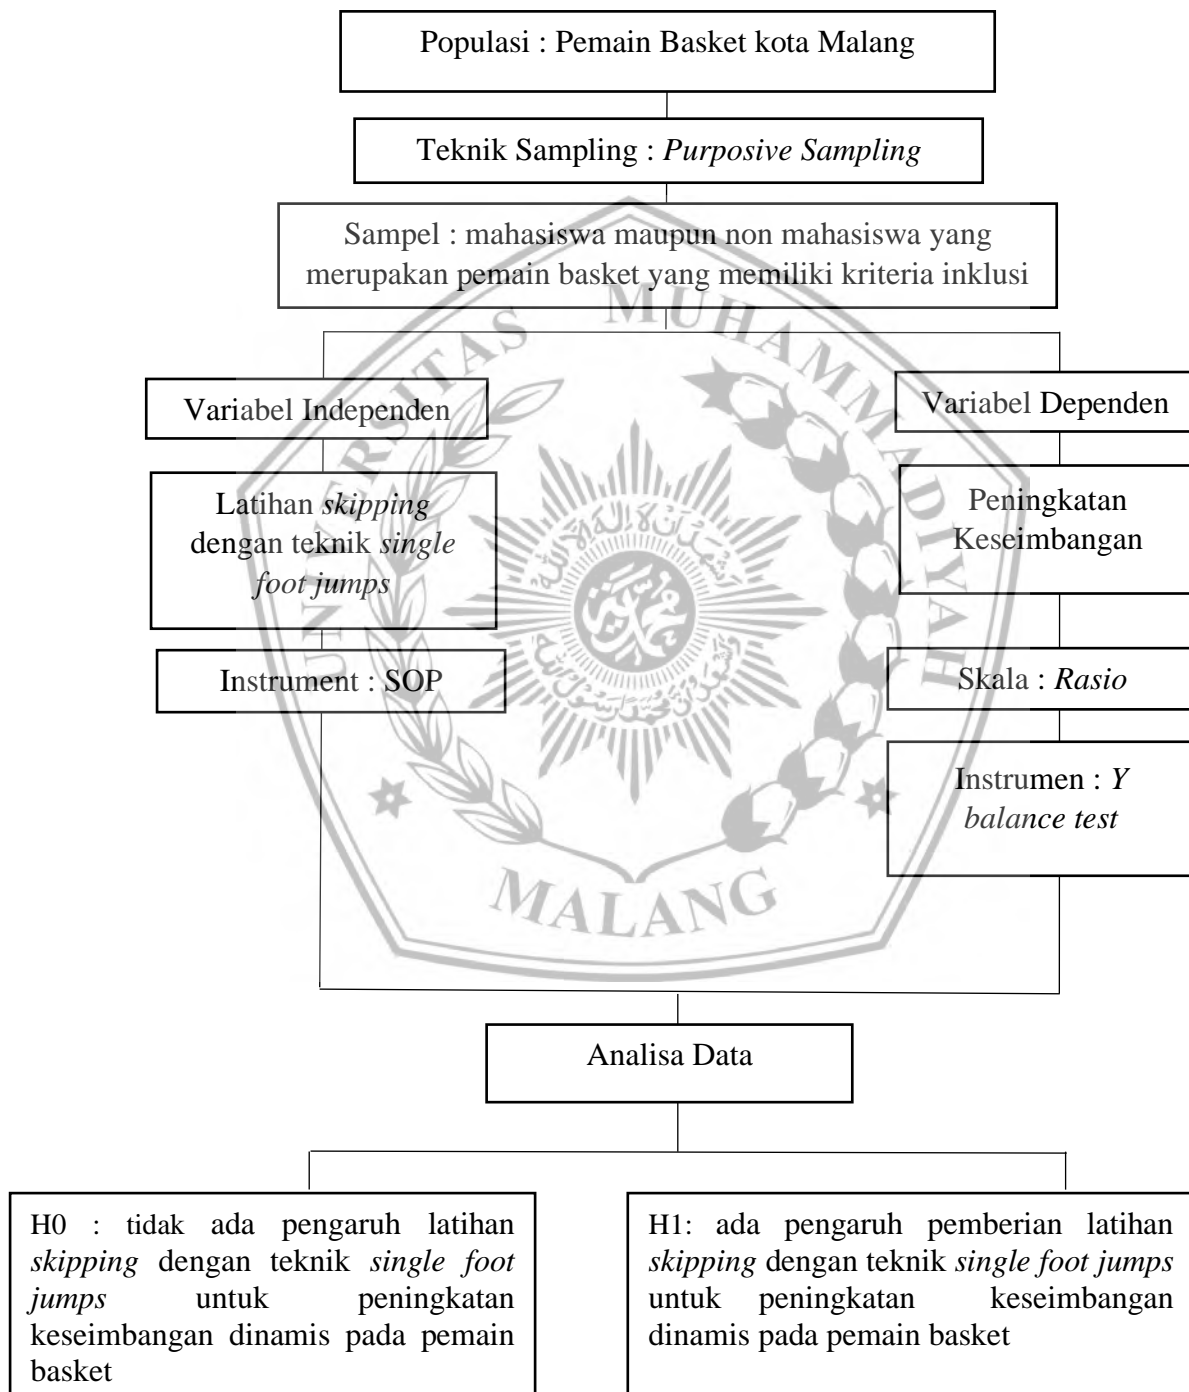 Populasi : Pemain Basket kota Malang
Teknik Sampling : Purposive Sampling
Sampel : mahasiswa maupun non mahasiswa yang
merupakan pemain basket yang memiliki kriteria inklusi
UNIVERSITAS MUHAMMADIYAH
MALANG
Variabel Independen
Latihan skipping
dengan teknik single
foot jumps
Instrument : SOP
Variabel Dependen
Peningkatan
Keseimbangan
Skala : Rasio
Instrumen : Y
balance test
Analisa Data
H0 : tidak ada pengaruh latihan
skipping dengan teknik single foot
jumps untuk peningkatan
keseimbangan dinamis pada pemain
basket
H1: ada pengaruh pemberian latihan
skipping dengan teknik single foot jumps
untuk peningkatan keseimbangan
dinamis pada pemain basket